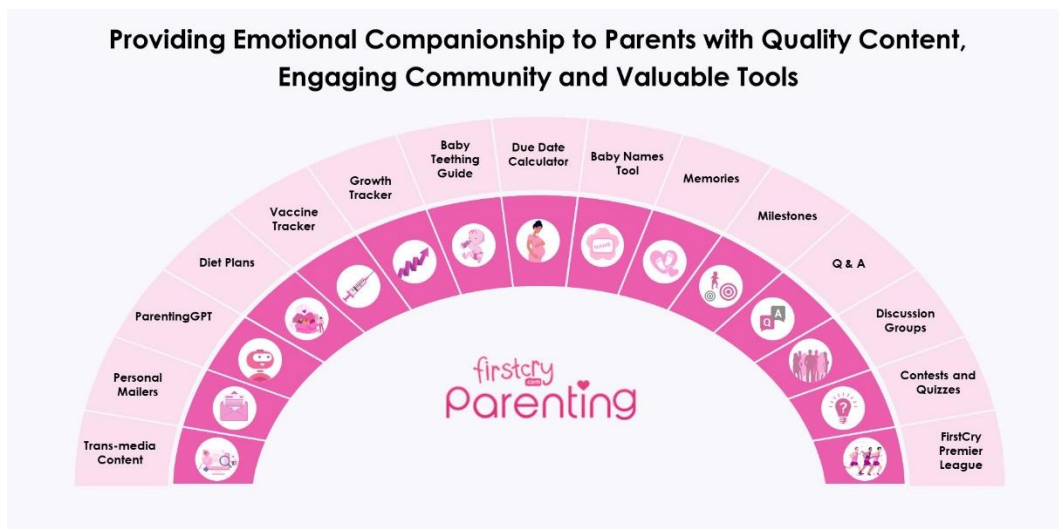 Providing Emotional Companionship to Parents with Quality Content,
Engaging Community and Valuable Tools
Trans-media
Content
Personal
Mailers
ParentingGPT
Diet Plans
Vaccine
Tracker
Growth
Tracker
Baby
Teething
Guide
Due Date
Calculator
Baby Names
Tool
NAME
Memories
Milestones
Q & A
Q A
Discussion
Groups
Contests and
Quizzes
?
FirstCry
Premier
League
firstcry
.com
Parenting